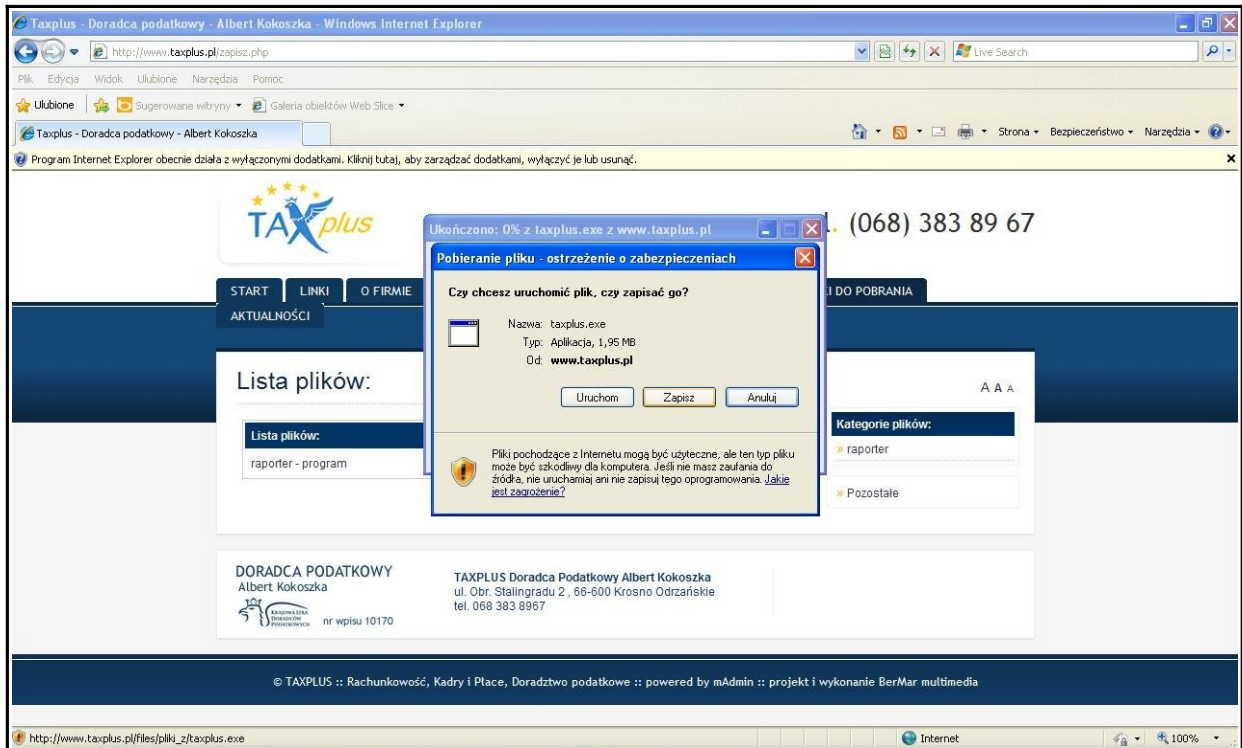 Taxplus - Doradca podatkowy - Albert Kokoszka - Windows Internet Explorer
http://www.taxplus.pl/zapisz.php
Live Search
Plik Edycja Widok Ulubione Narzędzia Pomoc
Ulubione Sugerowane witryny Galeria obiektów Web Slice
Taxplus - Doradca podatkowy - Albert Kokoszka
Strona Bezpieczeństwo Narzędzia
Program Internet Explorer obecnie działa z wyłączonymi dodatkami. Kliknij tutaj, aby zarządzać dodatkami, wyłączyć je lub usunąć.
TAXplus
. (068) 383 89 67
START LINKI O FIRMIE
I DO POBRANIA
AKTUALNOŚCI
Ukończono: 0% z taxplus.exe z www.taxplus.pl
Pobieranie pliku - ostrzeżenie o zabezpieczeniach
Czy chcesz uruchomić plik, czy zapisać go?
Nazwa: taxplus.exe
Typ: Aplikacja, 1,95 MB
Od: www.taxplus.pl
Uruchom Zapisz Anuluj
Pliki pochodzące z Internetu mogą być użyteczne, ale ten typ pliku
może być szkodliwy dla komputera. Jeśli nie masz zaufania do
źródła, nie uruchamiaj ani nie zapisuj tego oprogramowania. Jakie
jest zagrożenie?
Lista plików:
A A A
Lista plików:
raporter - program
Kategorie plików:
» raporter
» Pozostałe
DORADCA PODATKOWY
Albert Kokoszka
KRAJOWA IZBA
DORADCÓW
PODATKOWYCH
nr wpisu 10170
TAXPLUS Doradca Podatkowy Albert Kokoszka
ul. Obr. Stalingradu 2 , 66-600 Krosno Odrzańskie
tel. 068 383 8967
© TAXPLUS :: Rachunkowość, Kadry i Płace, Doradztwo podatkowe :: powered by mAdmin :: projekt i wykonanie BerMar multimedia
http://www.taxplus.pl/files/pliki_z/taxplus.exe
Internet
100%